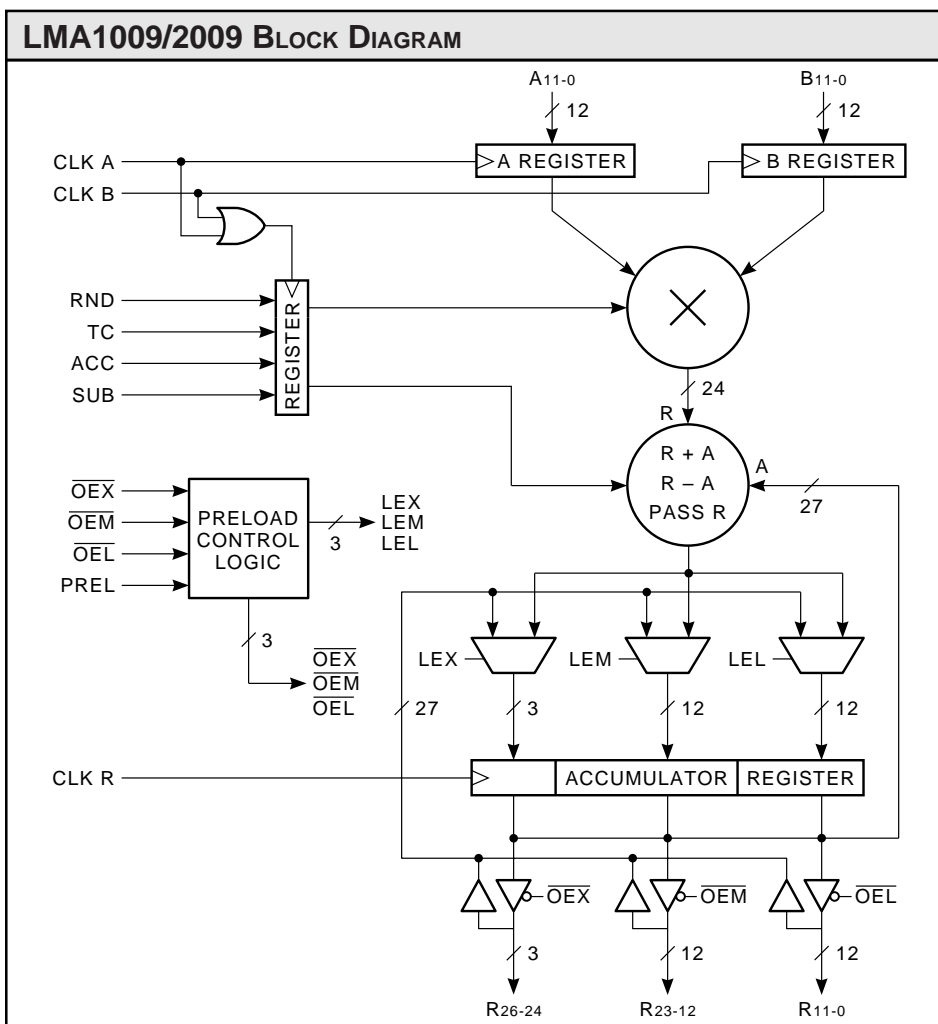 LMA1009/2009 BLOCK DIAGRAM
A11-0
B11-0
12
12
CLK A
A REGISTER
B REGISTER
CLK B
RND
TC
ACC
SUB
REGISTER
24
R
R + A
R – A
PASS R
A
27
OEX
OEM
OEL
PREL
PRELOAD
CONTROL
LOGIC
3
LEX
LEM
LEL
3
OEX
OEM
OEL
LEX
LEM
LEL
27
3
12
12
CLK R
ACCUMULATOR
REGISTER
OEX
OEM
OEL
3
12
12
R26-24
R23-12
R11-0